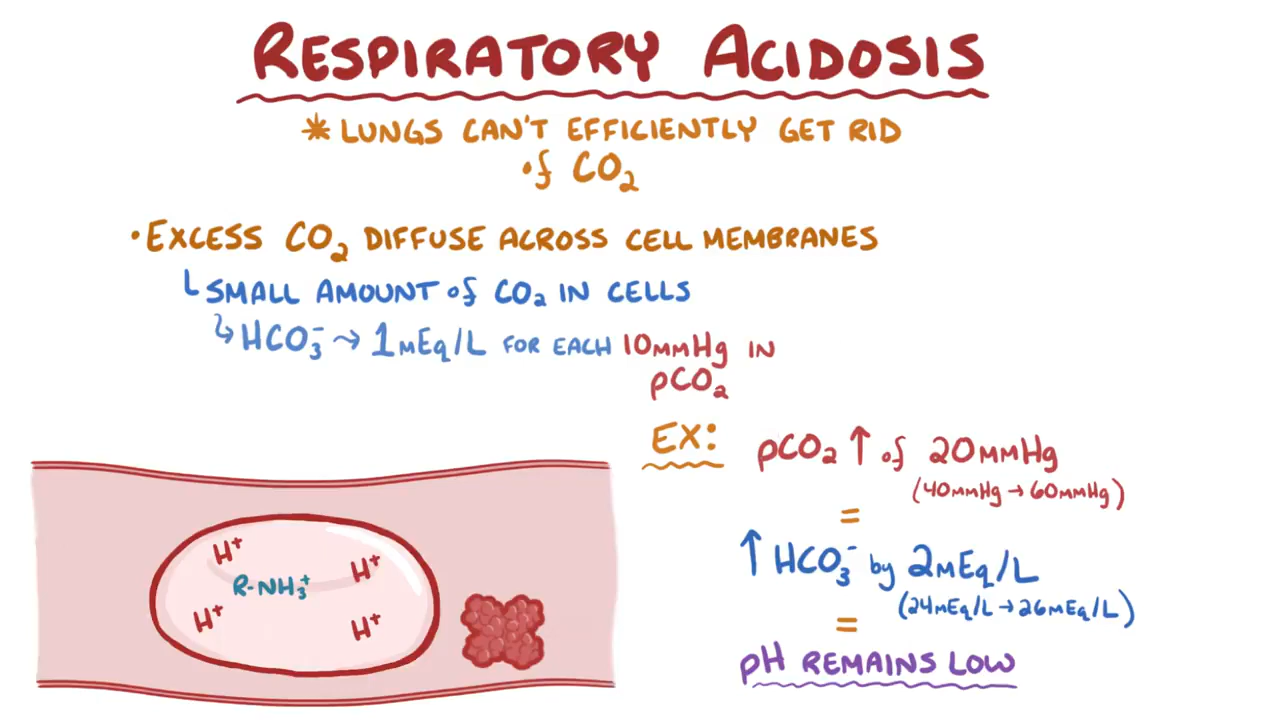 RESPIRATORY ACIDOSIS
* LUNGS CAN'T EFFICIENTLY GET RID
of CO₂
• EXCESS CO₂ DIFFUSE ACROSS CELL MEMBRANES
↳ SMALL AMOUNT of CO₂ IN CELLS
↳ HCO₃⁻ → 1mEq/L FOR EACH 10mmHg IN
pCO₂
EX: pCO₂ ↑ of 20mmHg
(40mmHg → 60mmHg)
=
↑ HCO₃⁻ by 2mEq/L
(24mEq/L → 26mEq/L)
=
pH REMAINS LOW
H⁺
H⁺
R-NH₃⁺
H⁺
H⁺